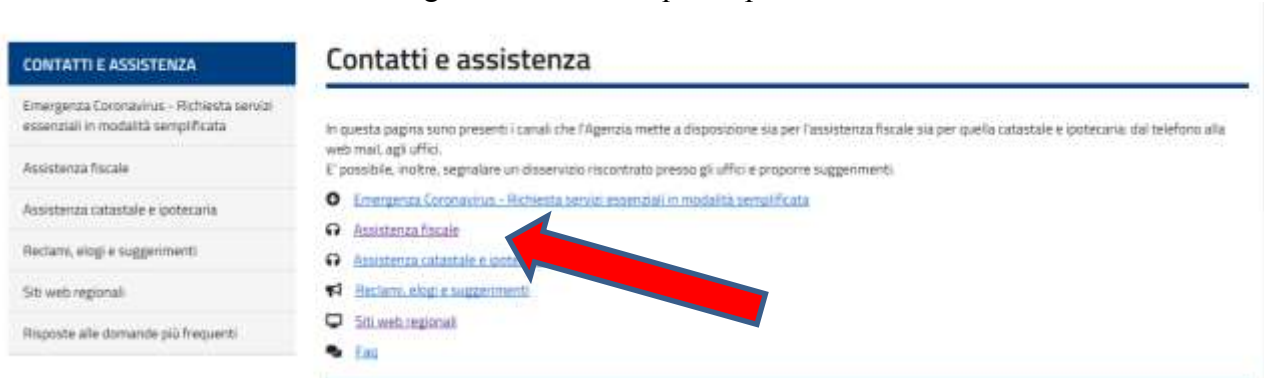 CONTATTI E ASSISTENZA
Emergenza Coronavirus - Richiesta servizi
essenziali in modalità semplificata
Assistenza fiscale
Assistenza catastale e ipotecaria
Reclami, elogi e suggerimenti
Siti web regionali
Risposte alle domande più frequenti
Contatti e assistenza
In questa pagina sono presenti i canali che l'Agenzia mette a disposizione sia per l'assistenza fiscale sia per quella catastale e ipotecaria: dal telefono alla
web mail, agli uffici.
E' possibile, inoltre, segnalare un disservizio riscontrato presso gli uffici e proporre suggerimenti.
Emergenza Coronavirus - Richiesta servizi essenziali in modalità semplificata
Assistenza fiscale
Assistenza catastale e ipote
Reclami, elogi e suggerimenti
Siti web regionali
Faq